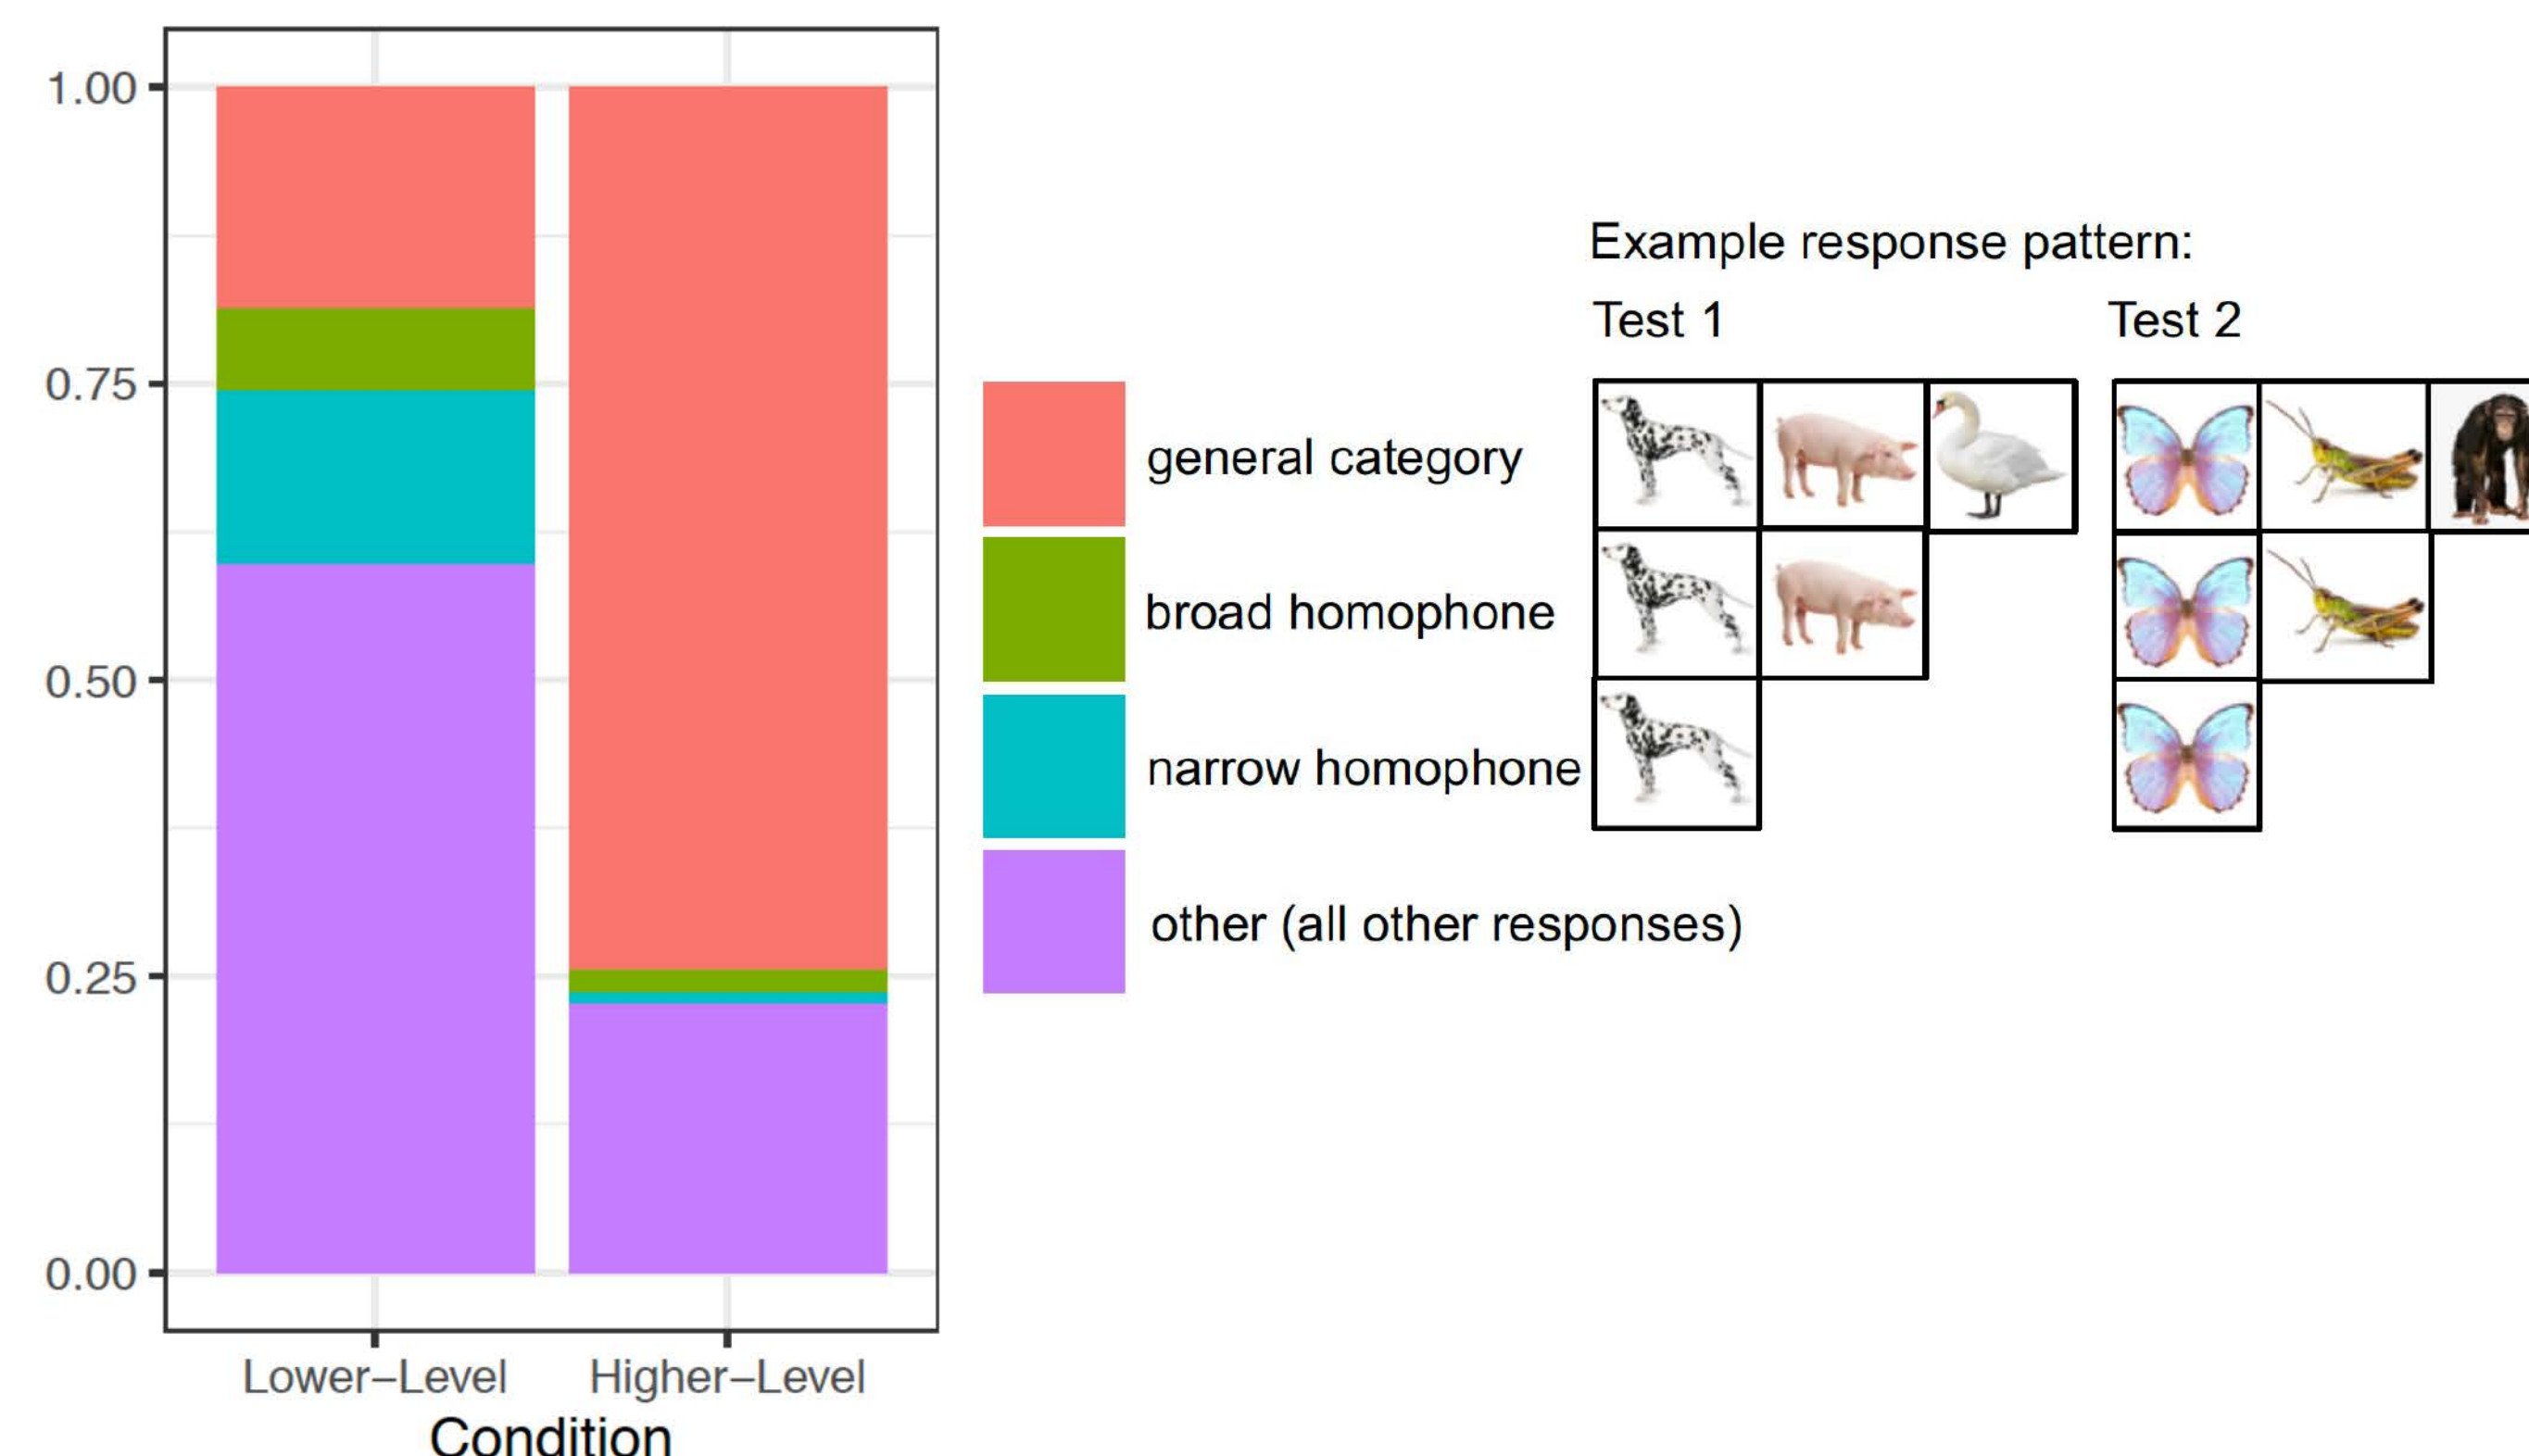 1.00
0.75
0.50
0.25
0.00
Lower–Level
Higher–Level
Condition
general category
broad homophone
narrow homophone
other (all other responses)
Example response pattern:
Test 1
Test 2